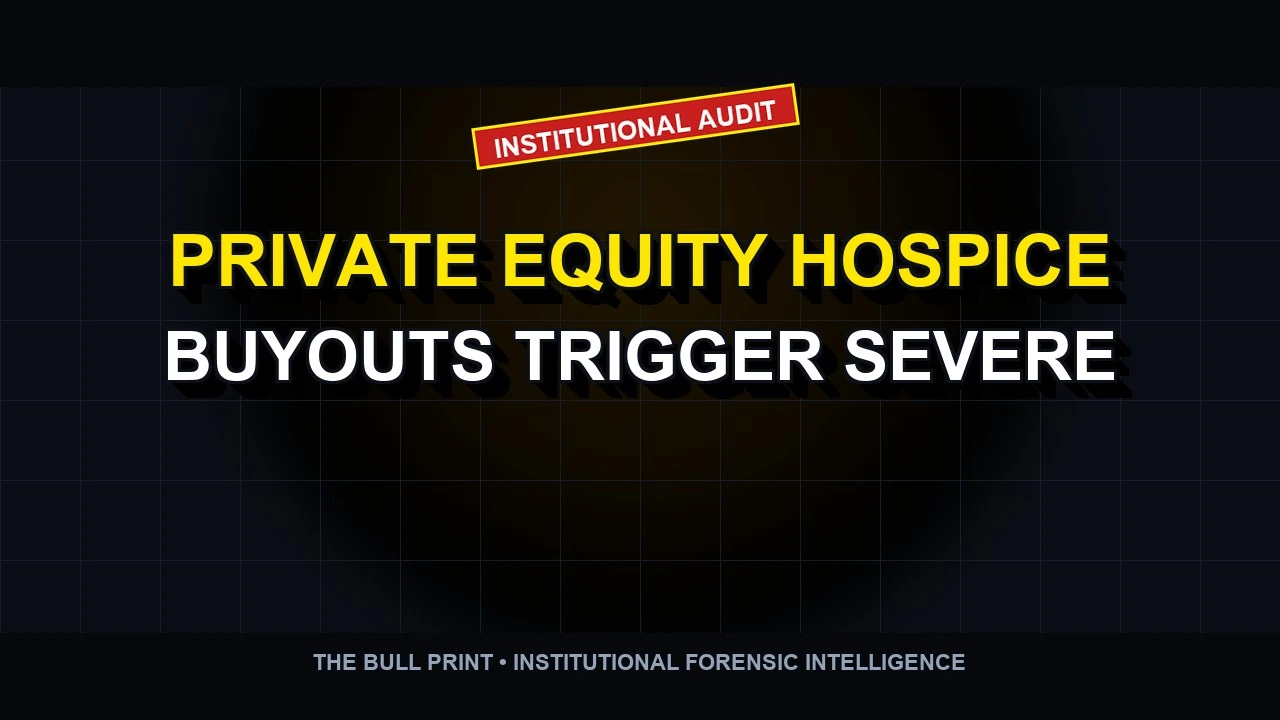 INSTITUTIONAL AUDIT
PRIVATE EQUITY HOSPICE
BUYOUTS TRIGGER SEVERE
THE BULL PRINT • INSTITUTIONAL FORENSIC INTELLIGENCE